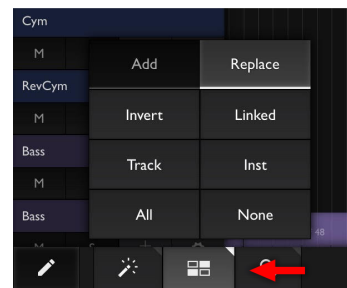 Cym
M
Add Replace
RevCym
M
Invert Linked
Bass
Track Inst
M
Bass
All None
48
M S